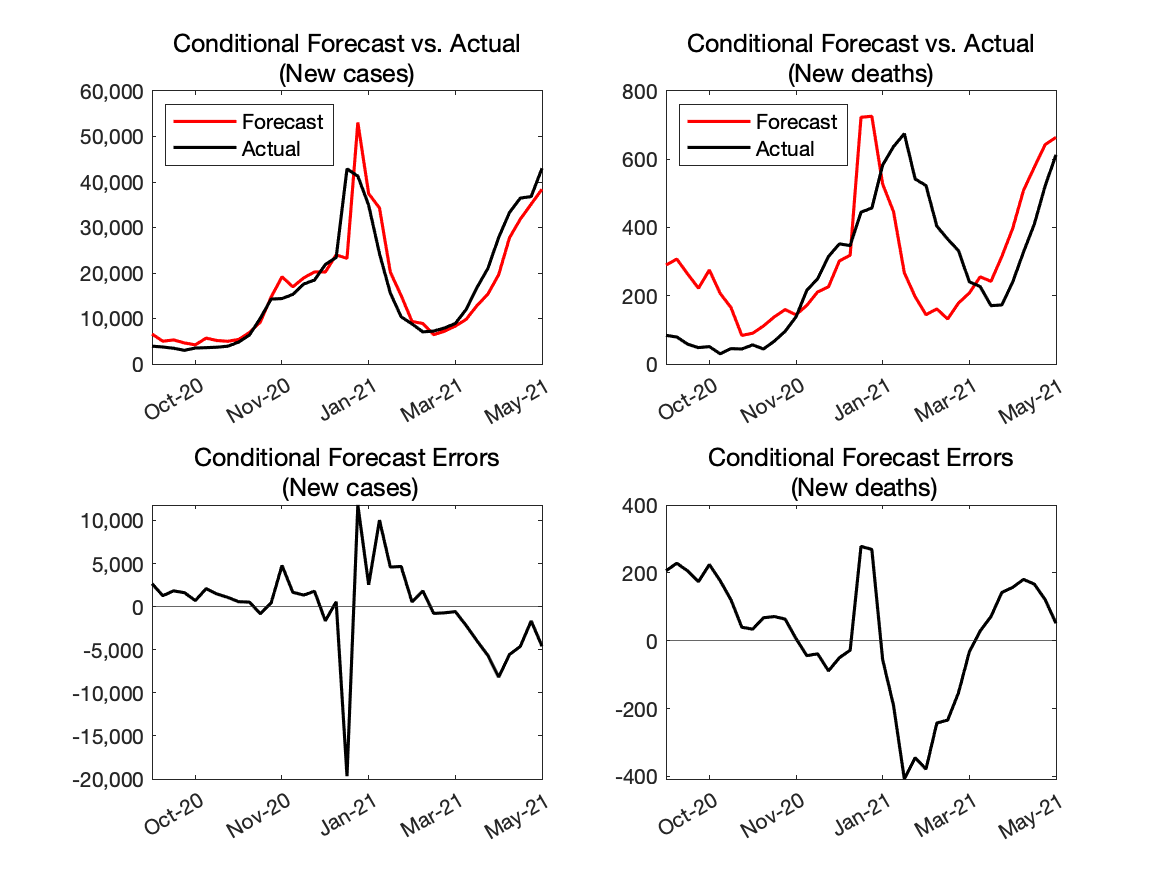 Conditional Forecast vs. Actual
(New cases)
60,000
50,000
40,000
30,000
20,000
10,000
0
Forecast
Actual
Oct-20
Nov-20
Jan-21
Mar-21
May-21
Conditional Forecast vs. Actual
(New deaths)
800
600
400
200
0
Forecast
Actual
Oct-20
Nov-20
Jan-21
Mar-21
May-21
Conditional Forecast Errors
(New cases)
10,000
5,000
0
-5,000
-10,000
-15,000
-20,000
Oct-20
Nov-20
Jan-21
Mar-21
May-21
Conditional Forecast Errors
(New deaths)
400
200
0
-200
-400
Oct-20
Nov-20
Jan-21
Mar-21
May-21